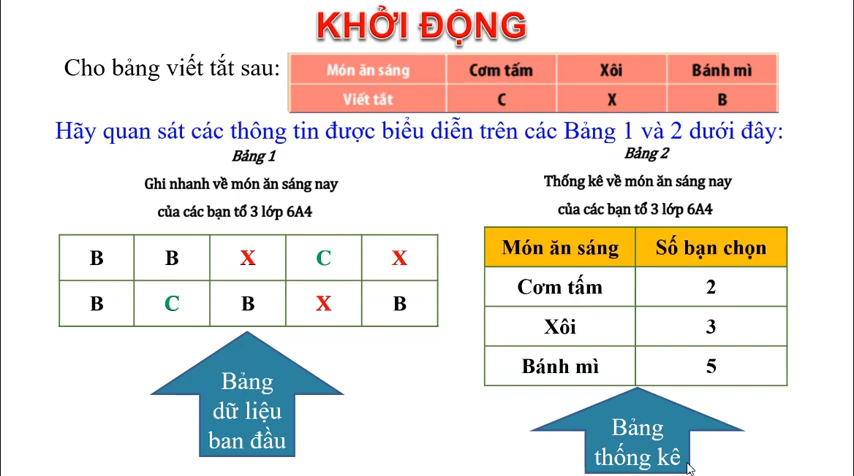 KHỞI ĐỘNG
Cho bảng viết tắt sau:
Món ăn sáng Cơm tấm Xôi Bánh mì
Viết tắt C X B
Hãy quan sát các thông tin được biểu diễn trên các Bảng 1 và 2 dưới đây:
Bảng 1
Ghi nhanh về món ăn sáng nay
của các bạn tổ 3 lớp 6A4
B B X C X
B C B X B
Bảng
dữ liệu
ban đầu
Bảng 2
Thống kê về món ăn sáng nay
của các bạn tổ 3 lớp 6A4
Món ăn sáng Số bạn chọn
Cơm tấm 2
Xôi 3
Bánh mì 5
Bảng
thống kê